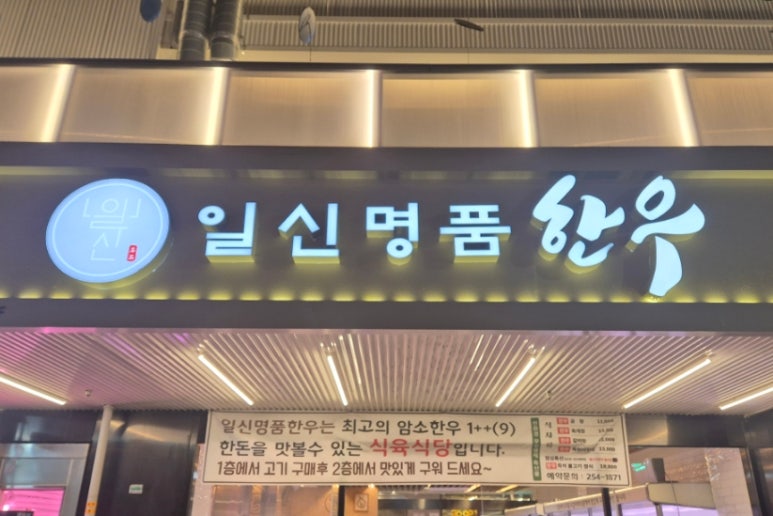 일신
일신명품한우
일신명품한우는 최고의 암소한우 1++(9)
한돈을 맛볼수 있는 식육식당입니다.
1층에서 고기 구매후 2층에서 맛있게 구워 드세요~
예약문의 : 254-1871